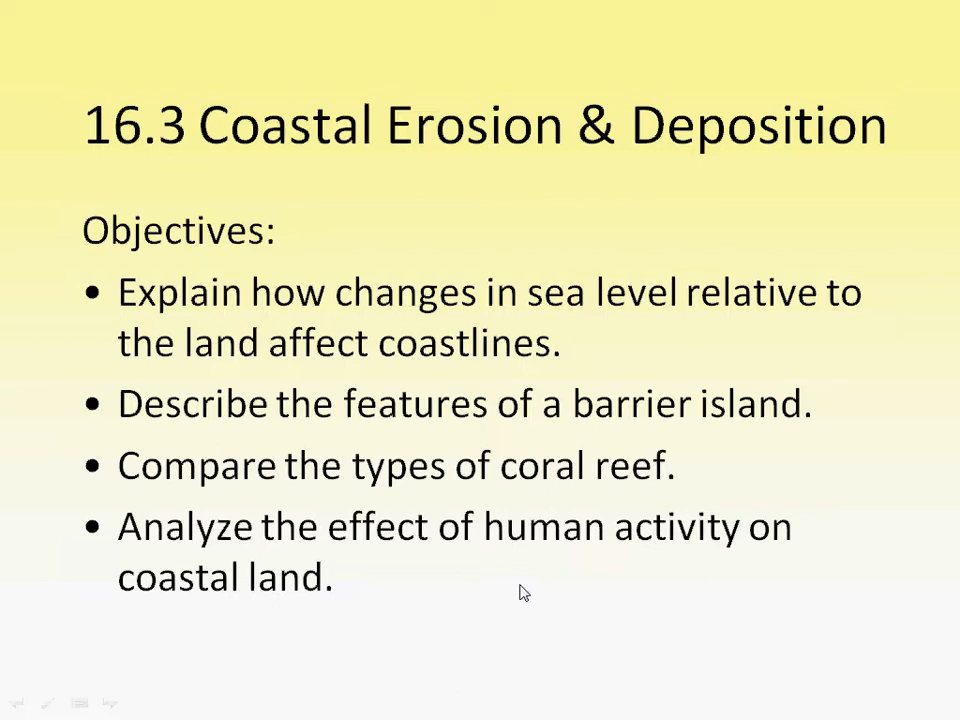 16.3 Coastal Erosion & Deposition
Objectives:
• Explain how changes in sea level relative to
the land affect coastlines.
• Describe the features of a barrier island.
• Compare the types of coral reef.
• Analyze the effect of human activity on
coastal land.